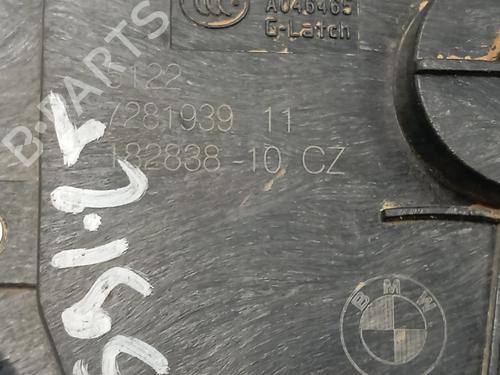 A046465
G-Latch
5122
7281939 11
182838-10 CZ
BMW
B-PARTS